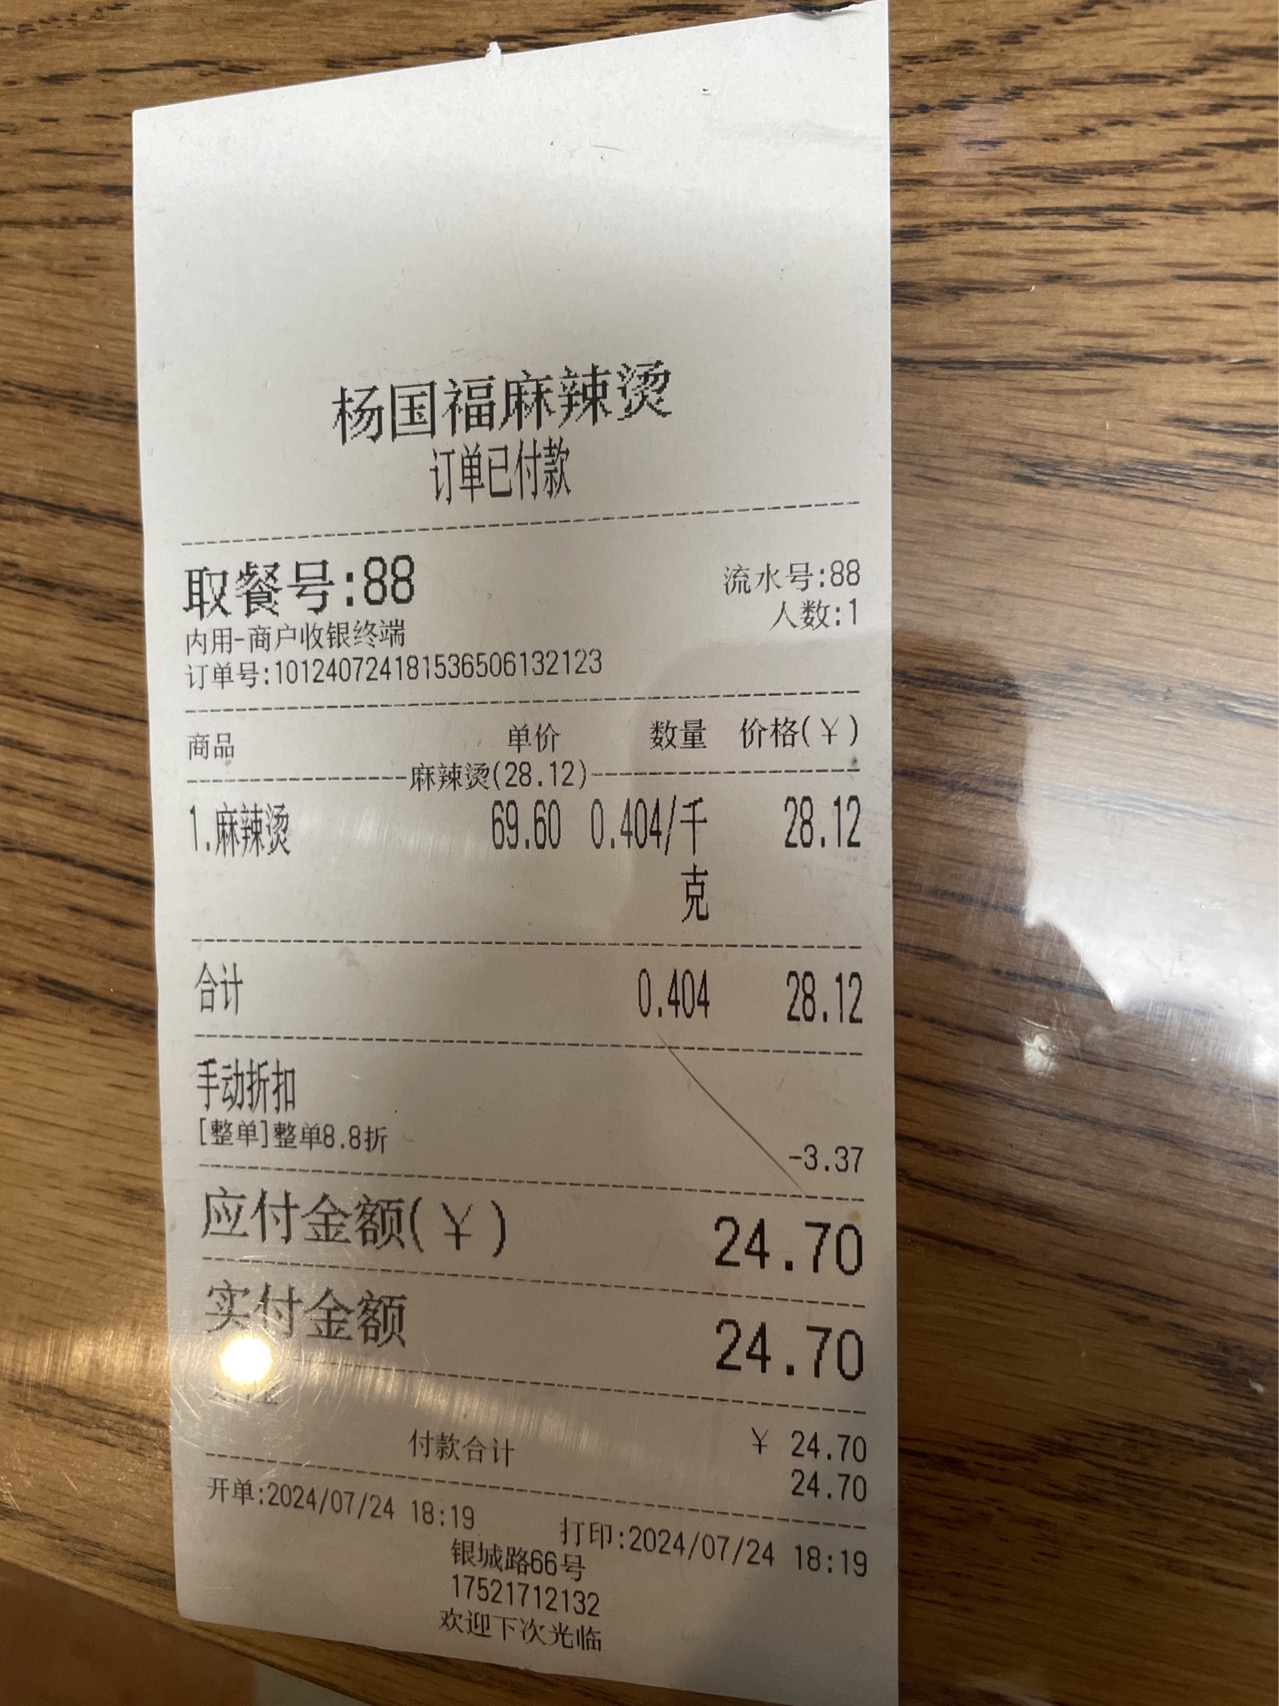 杨国福麻辣烫
订单已付款
取餐号:88 流水号:88
人数:1
内用-商户收银终端
订单号:101240724181536506132123
商品 单价 数量 价格(¥)
麻辣烫(28.12)
1.麻辣烫 69.60 0.404/千克 28.12
合计 0.404 28.12
手动折扣
[整单]整单8.8折 -3.37
应付金额(¥) 24.70
实付金额 24.70
¥ 24.70
付款合计 24.70
开单:2024/07/24 18:19 打印:2024/07/24 18:19
银城路66号
17521712132
欢迎下次光临